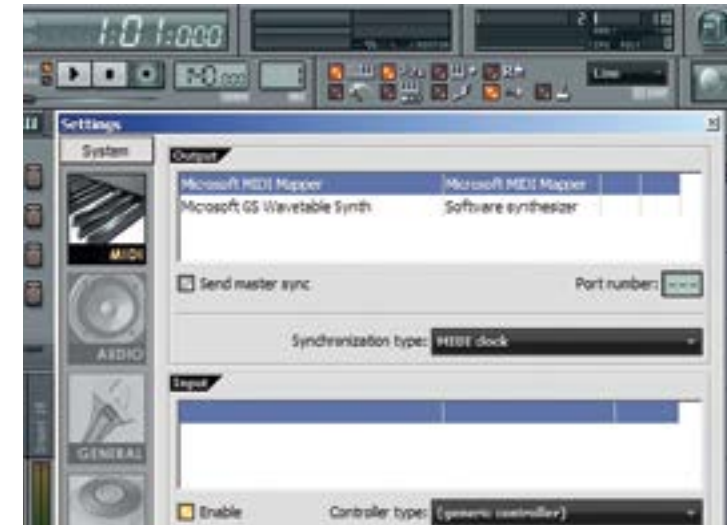 1:01:000
Line
Settings
System
Output
Microsoft MIDI Mapper Microsoft MIDI Mapper
Microsoft GS Wavetable Synth Software synthesizer
MIDI
Send master sync Port number: ---
AUDIO
Synchronization type: MIDI clock
Input
GENERAL
Enable Controller type: (generic controller)